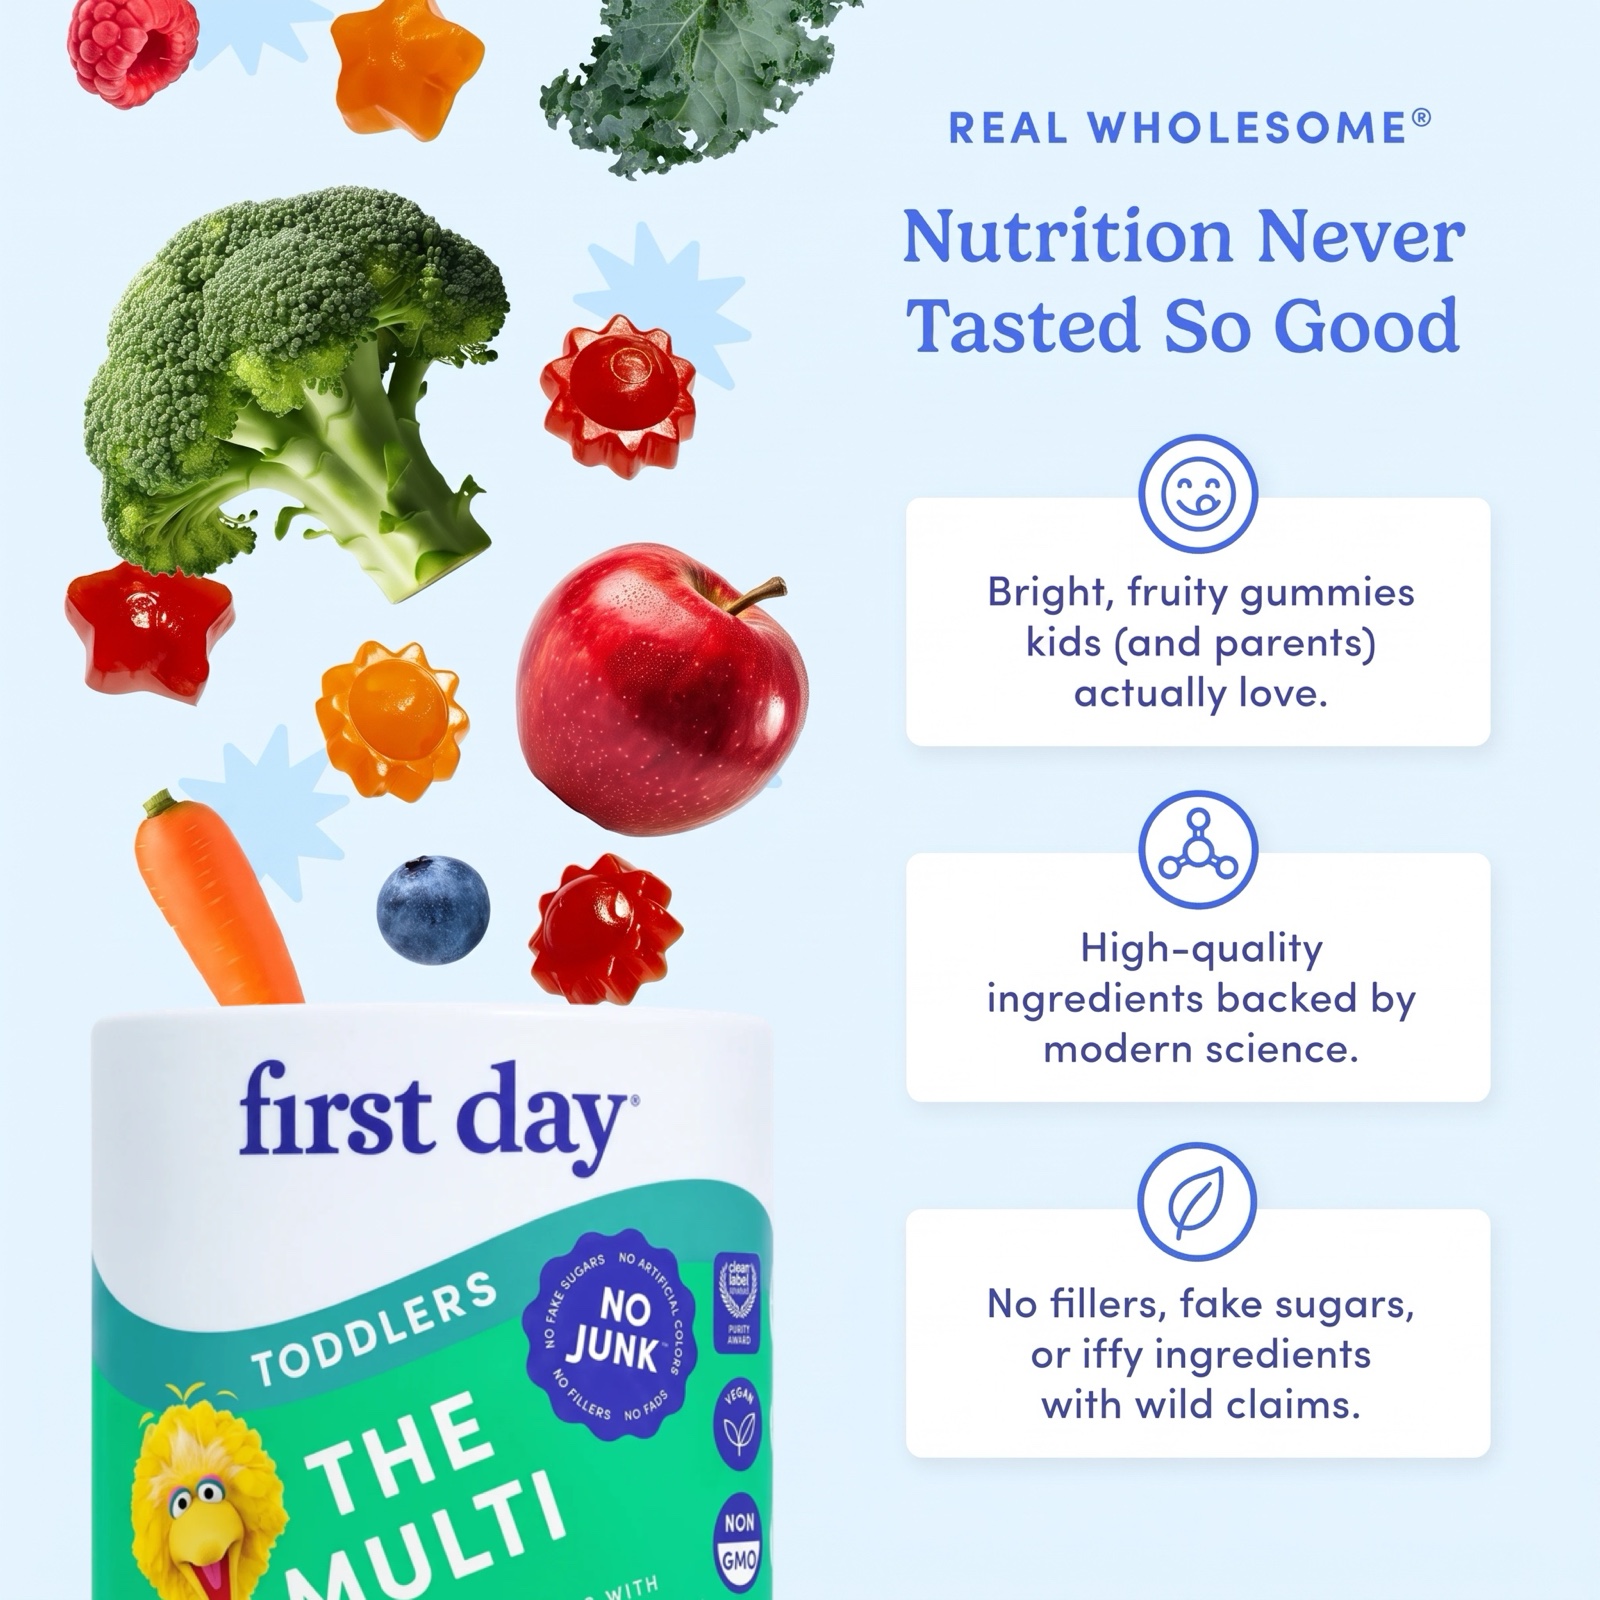 REAL WHOLESOME®
Nutrition Never
Tasted So Good
Bright, fruity gummies
kids (and parents)
actually love.
High-quality
ingredients backed by
modern science.
No fillers, fake sugars,
or iffy ingredients
with wild claims.
first day®
TODDLERS
NO FAKE SUGARS
NO ARTIFICIAL COLORS
NO FILLERS
NO FADS
NO
JUNK™
clean
label
PURITY
AWARD
VEGAN
NON
GMO
THE
MULTI
WITH